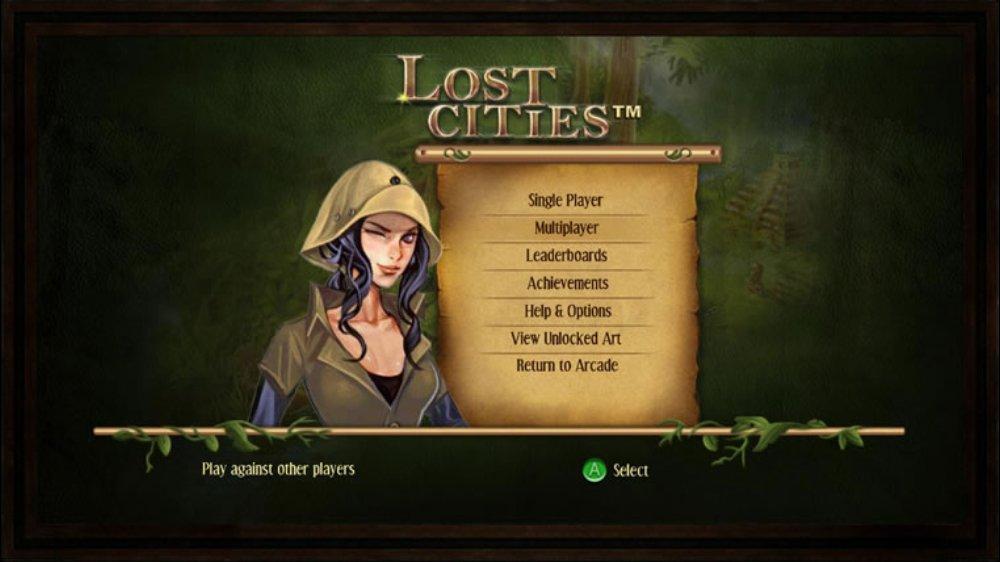 LOST
CITIES™
Single Player
Multiplayer
Leaderboards
Achievements
Help & Options
View Unlocked Art
Return to Arcade
Play against other players
A Select